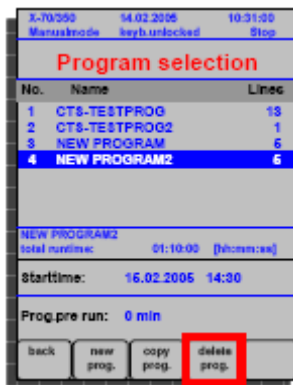 X-70/350 14.02.2005 10:31:00
Manualmode keyb.unlocked Stop
Program selection
No. Name Lines
1 CTS-TESTPROG 13
2 CTS-TESTPROG2 1
3 NEW PROGRAM 5
4 NEW PROGRAM2 5
NEW PROGRAM2
total runtime: 01:10:00 [hh:mm:ss]
Starttime: 15.02.2005 14:30
Prog.pre run: 0 min
back new prog. copy prog. delete prog.